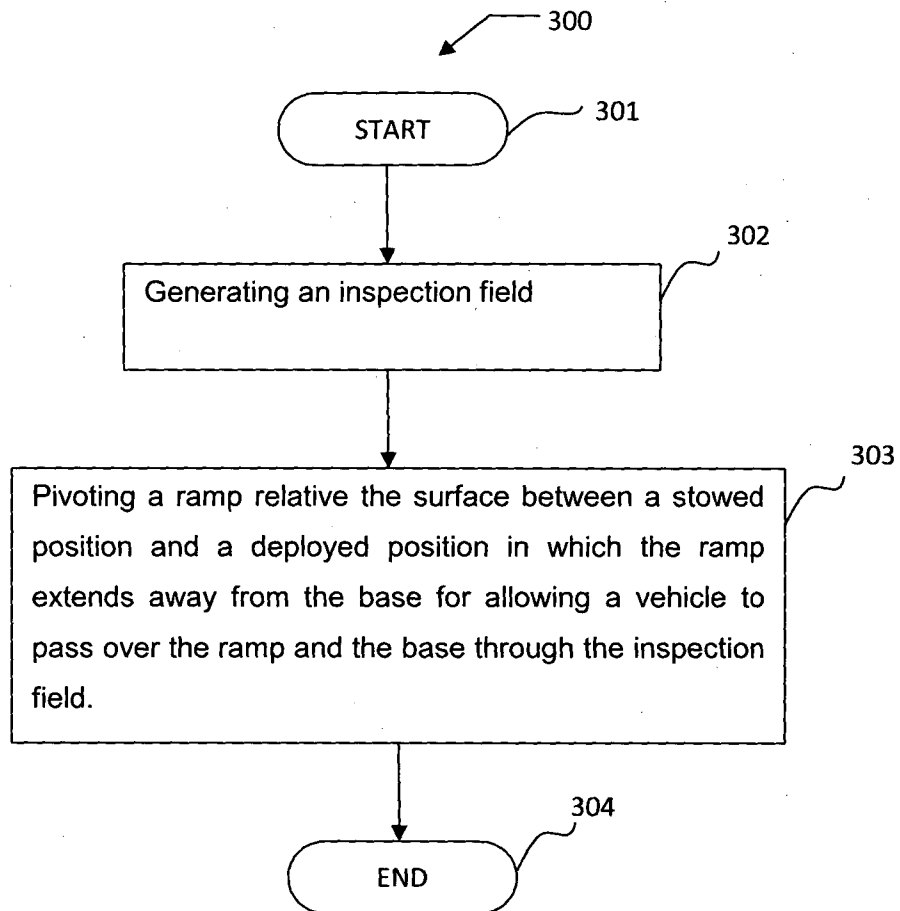 300
START
301
302
Generating an inspection field
303
Pivoting a ramp relative the surface between a stowed
position and a deployed position in which the ramp
extends away from the base for allowing a vehicle to
pass over the ramp and the base through the inspection
field.
304
END